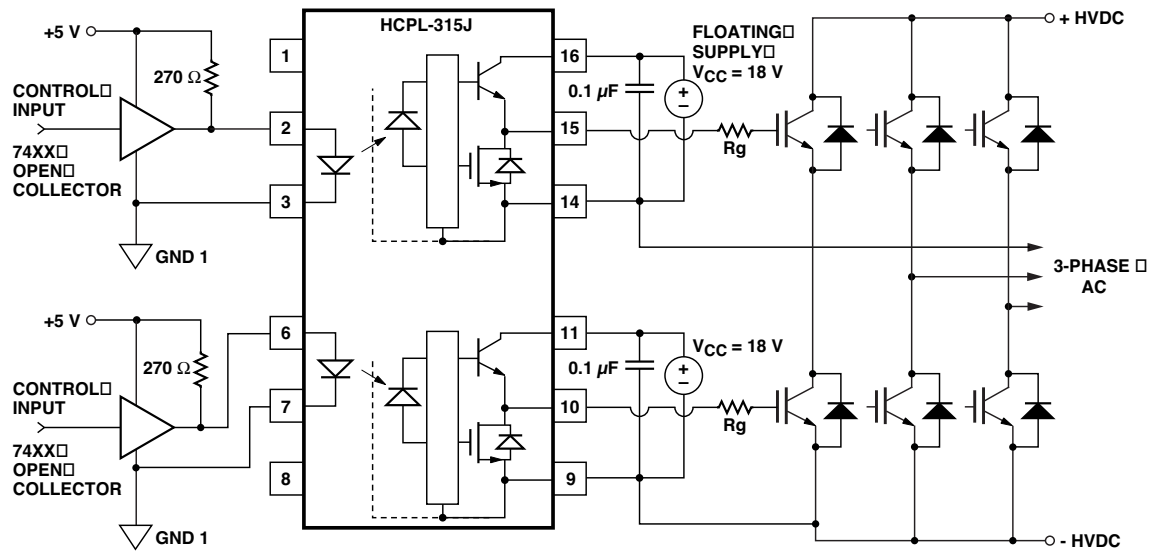 HCPL-315J
+5 V
270 Ω
CONTROL□
INPUT
74XX□
OPEN□
COLLECTOR
GND 1
1
2
3
16
15
14
0.1 µF
FLOATING□
SUPPLY□
VCC = 18 V
+
–
Rg
+ HVDC
3-PHASE □
AC
+5 V
270 Ω
CONTROL□
INPUT
74XX□
OPEN□
COLLECTOR
GND 1
6
7
8
11
10
9
0.1 µF
VCC = 18 V
+
–
Rg
- HVDC